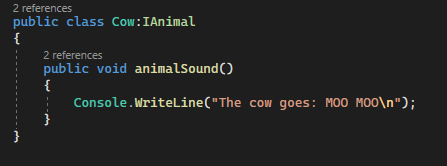 2 references
public class Cow:IAnimal
{
2 references
public void animalSound()
{
Console.WriteLine("The cow goes: MOO MOO\n");
}
}